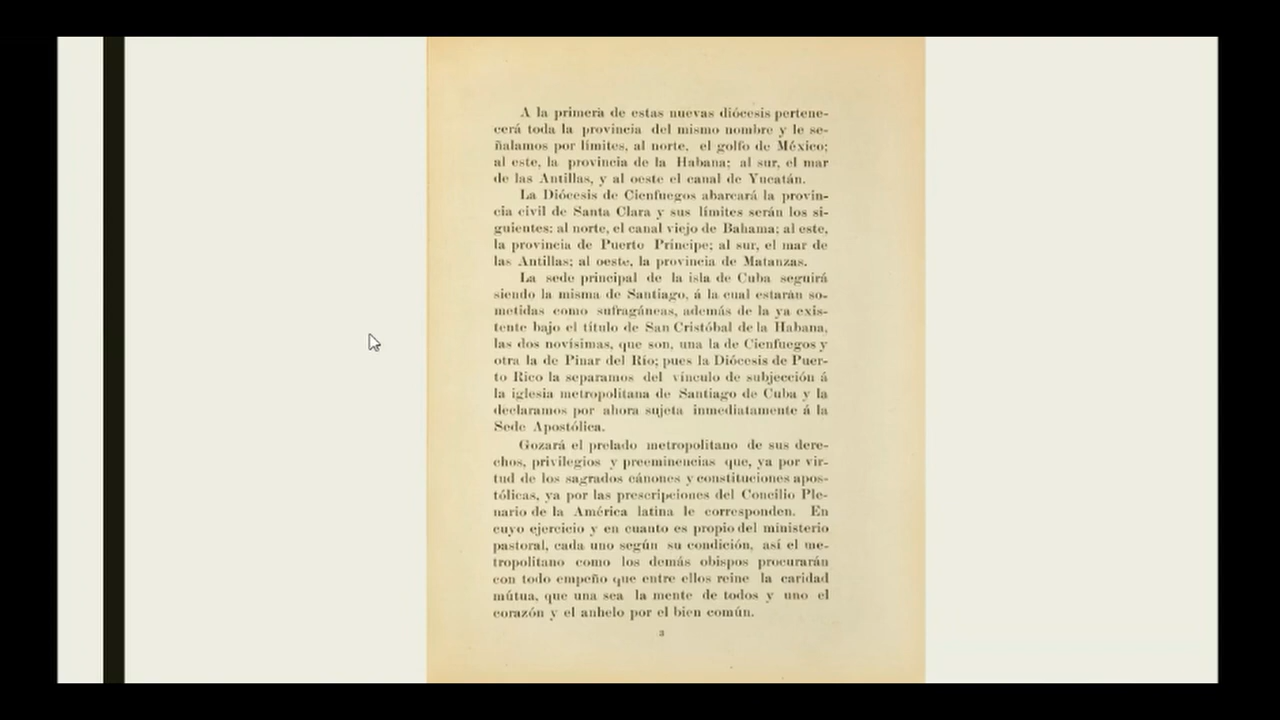 A la primera de estas nuevas diócesis pertene-
cerá toda la provincia del mismo nombre y le se-
ñalamos por límites, al norte, el golfo de México;
al este, la provincia de la Habana; al sur, el mar
de las Antillas, y al oeste el canal de Yucatán.
La Diócesis de Cienfuegos abarcará la provin-
cia civil de Santa Clara y sus límites serán los si-
guientes: al norte, el canal viejo de Bahama; al este,
la provincia de Puerto Príncipe; al sur, el mar de
las Antillas; al oeste, la provincia de Matanzas.
La sede principal de la isla de Cuba seguirá
siendo la misma de Santiago, á la cual estarán so-
metidas como sufragáneas, además de la ya exis-
tente bajo el título de San Cristóbal de la Habana,
las dos novísimas, que son, una la de Cienfuegos y
otra la de Pinar del Río; pues la Diócesis de Puer-
to Rico la separamos del vínculo de subjección á
la iglesia metropolitana de Santiago de Cuba y la
declaramos por ahora sujeta inmediatamente á la
Sede Apostólica.
Gozará el prelado metropolitano de sus dere-
chos, privilegios y preeminencias que, ya por vir-
tud de los sagrados cánones y constituciones apos-
tólicas, ya por las prescripciones del Concilio Ple-
nario de la América latina le corresponden. En
cuyo ejercicio y en cuanto es propio del ministerio
pastoral, cada uno según su condición, así el me-
tropolitano como los demás obispos procurarán
con todo empeño que entre ellos reine la caridad
mútua, que una sea la mente de todos y uno el
corazón y el anhelo por el bien común.
3